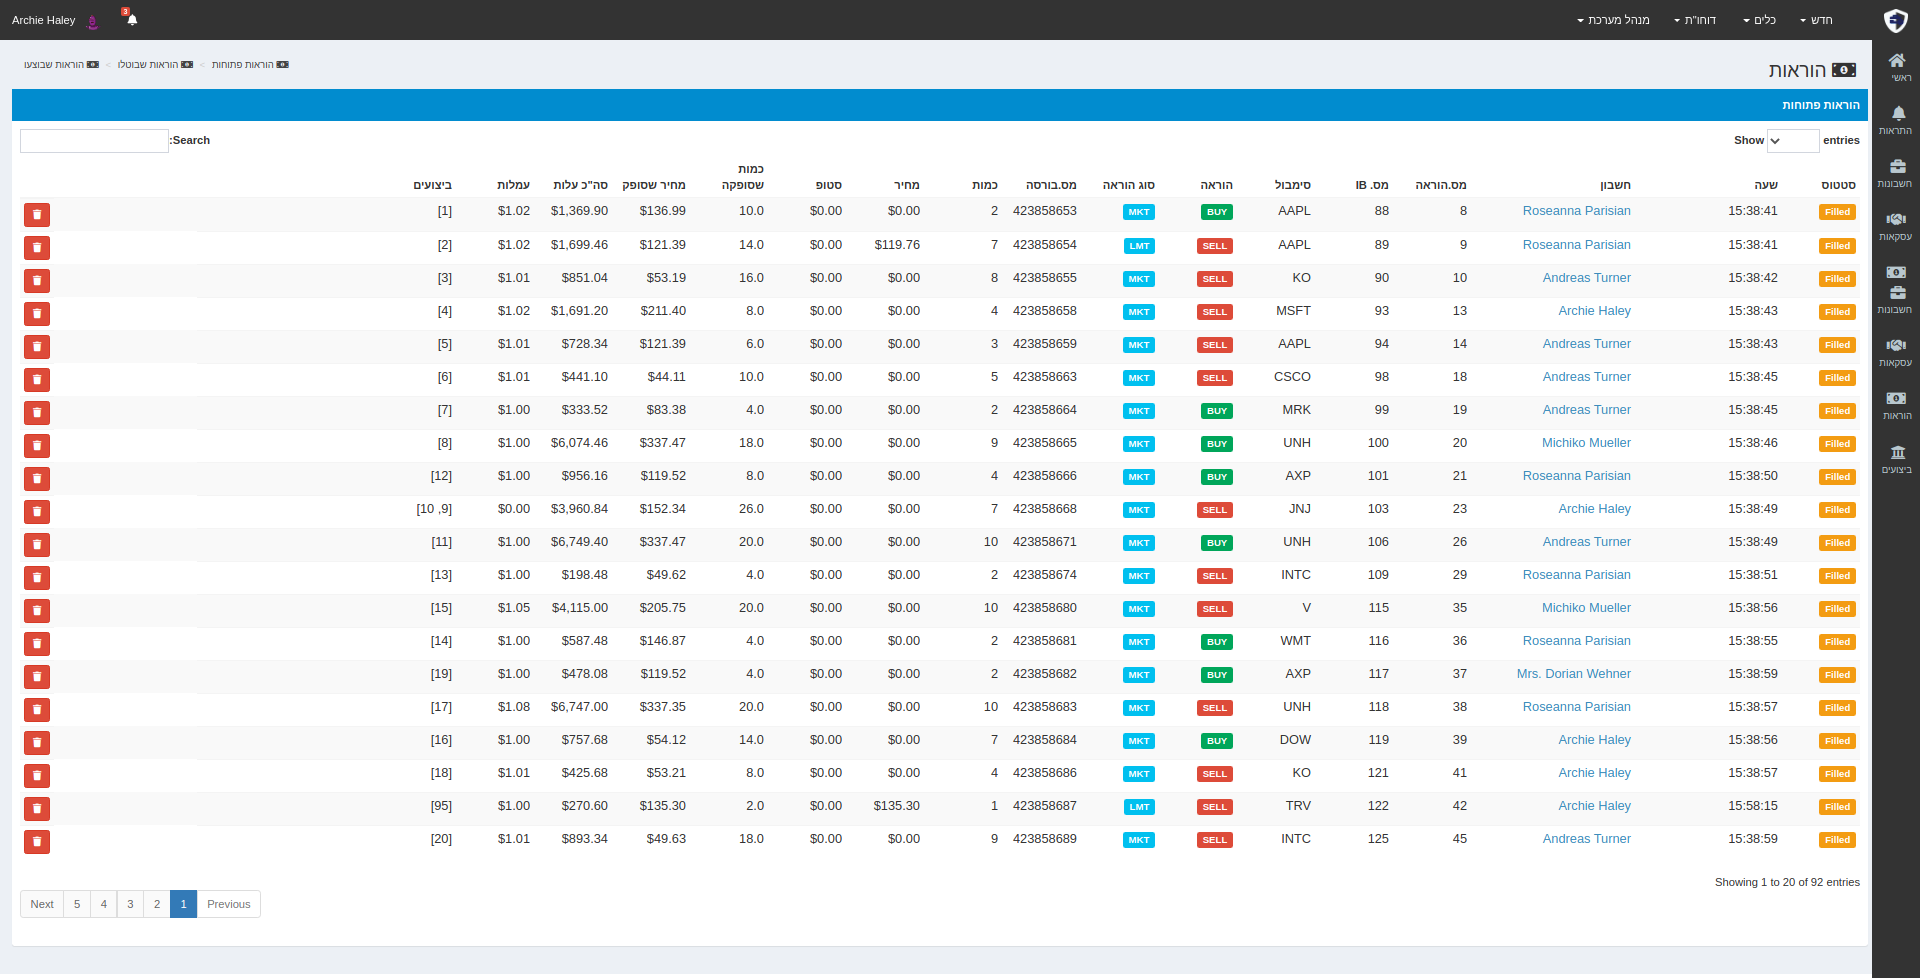 חדש
כלים
דוחו"ת
מנהל מערכת
3
Archie Haley
ראשי
התראות
חשבונות
עסקאות
חשבונות
עסקאות
הוראות
ביצועים
הוראות
הוראות פתוחות > הוראות שבוטלו > הוראות שבוצעו
הוראות פתוחות
Show entries
Search:
סטטוס שעה חשבון מס.הוראה מס. IB סימבול הוראה סוג הוראה מס.בורסה כמות מחיר סטופ כמות שסופקה מחיר שסופק סה"כ עלות עמלות ביצועים
Filled 15:38:41 Roseanna Parisian 8 88 AAPL BUY MKT 423858653 2 $0.00 $0.00 10.0 $136.99 $1,369.90 $1.02 [1]
Filled 15:38:41 Roseanna Parisian 9 89 AAPL SELL LMT 423858654 7 $119.76 $0.00 14.0 $121.39 $1,699.46 $1.02 [2]
Filled 15:38:42 Andreas Turner 10 90 KO SELL MKT 423858655 8 $0.00 $0.00 16.0 $53.19 $851.04 $1.01 [3]
Filled 15:38:43 Archie Haley 13 93 MSFT SELL MKT 423858658 4 $0.00 $0.00 8.0 $211.40 $1,691.20 $1.02 [4]
Filled 15:38:43 Andreas Turner 14 94 AAPL SELL MKT 423858659 3 $0.00 $0.00 6.0 $121.39 $728.34 $1.01 [5]
Filled 15:38:45 Andreas Turner 18 98 CSCO SELL MKT 423858663 5 $0.00 $0.00 10.0 $44.11 $441.10 $1.01 [6]
Filled 15:38:45 Andreas Turner 19 99 MRK BUY MKT 423858664 2 $0.00 $0.00 4.0 $83.38 $333.52 $1.00 [7]
Filled 15:38:46 Michiko Mueller 20 100 UNH BUY MKT 423858665 9 $0.00 $0.00 18.0 $337.47 $6,074.46 $1.00 [8]
Filled 15:38:50 Roseanna Parisian 21 101 AXP BUY MKT 423858666 4 $0.00 $0.00 8.0 $119.52 $956.16 $1.00 [12]
Filled 15:38:49 Archie Haley 23 103 JNJ SELL MKT 423858668 7 $0.00 $0.00 26.0 $152.34 $3,960.84 $0.00 [10 ,9]
Filled 15:38:49 Andreas Turner 26 106 UNH BUY MKT 423858671 10 $0.00 $0.00 20.0 $337.47 $6,749.40 $1.00 [11]
Filled 15:38:51 Roseanna Parisian 29 109 INTC SELL MKT 423858674 2 $0.00 $0.00 4.0 $49.62 $198.48 $1.00 [13]
Filled 15:38:56 Michiko Mueller 35 115 V SELL MKT 423858680 10 $0.00 $0.00 20.0 $205.75 $4,115.00 $1.05 [15]
Filled 15:38:55 Roseanna Parisian 36 116 WMT BUY MKT 423858681 2 $0.00 $0.00 4.0 $146.87 $587.48 $1.00 [14]
Filled 15:38:59 Mrs. Dorian Wehner 37 117 AXP BUY MKT 423858682 2 $0.00 $0.00 4.0 $119.52 $478.08 $1.00 [19]
Filled 15:38:57 Roseanna Parisian 38 118 UNH SELL MKT 423858683 10 $0.00 $0.00 20.0 $337.35 $6,747.00 $1.08 [17]
Filled 15:38:56 Archie Haley 39 119 DOW BUY MKT 423858684 7 $0.00 $0.00 14.0 $54.12 $757.68 $1.00 [16]
Filled 15:38:57 Archie Haley 41 121 KO SELL MKT 423858686 4 $0.00 $0.00 8.0 $53.21 $425.68 $1.01 [18]
Filled 15:58:15 Archie Haley 42 122 TRV SELL LMT 423858687 1 $135.30 $0.00 2.0 $135.30 $270.60 $1.00 [95]
Filled 15:38:59 Andreas Turner 45 125 INTC SELL MKT 423858689 9 $0.00 $0.00 18.0 $49.63 $893.34 $1.01 [20]
Showing 1 to 20 of 92 entries
Previous 1 2 3 4 5 Next